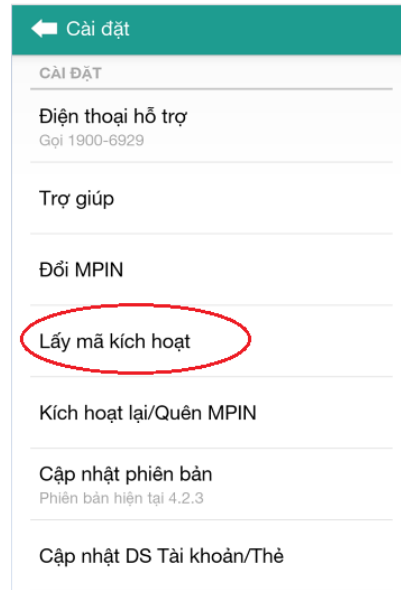 Cài đặt
CÀI ĐẶT
Điện thoại hỗ trợ
Gọi 1900-6929
Trợ giúp
Đổi MPIN
Lấy mã kích hoạt
Kích hoạt lại/Quên MPIN
Cập nhật phiên bản
Phiên bản hiện tại 4.2.3
Cập nhật DS Tài khoản/Thẻ